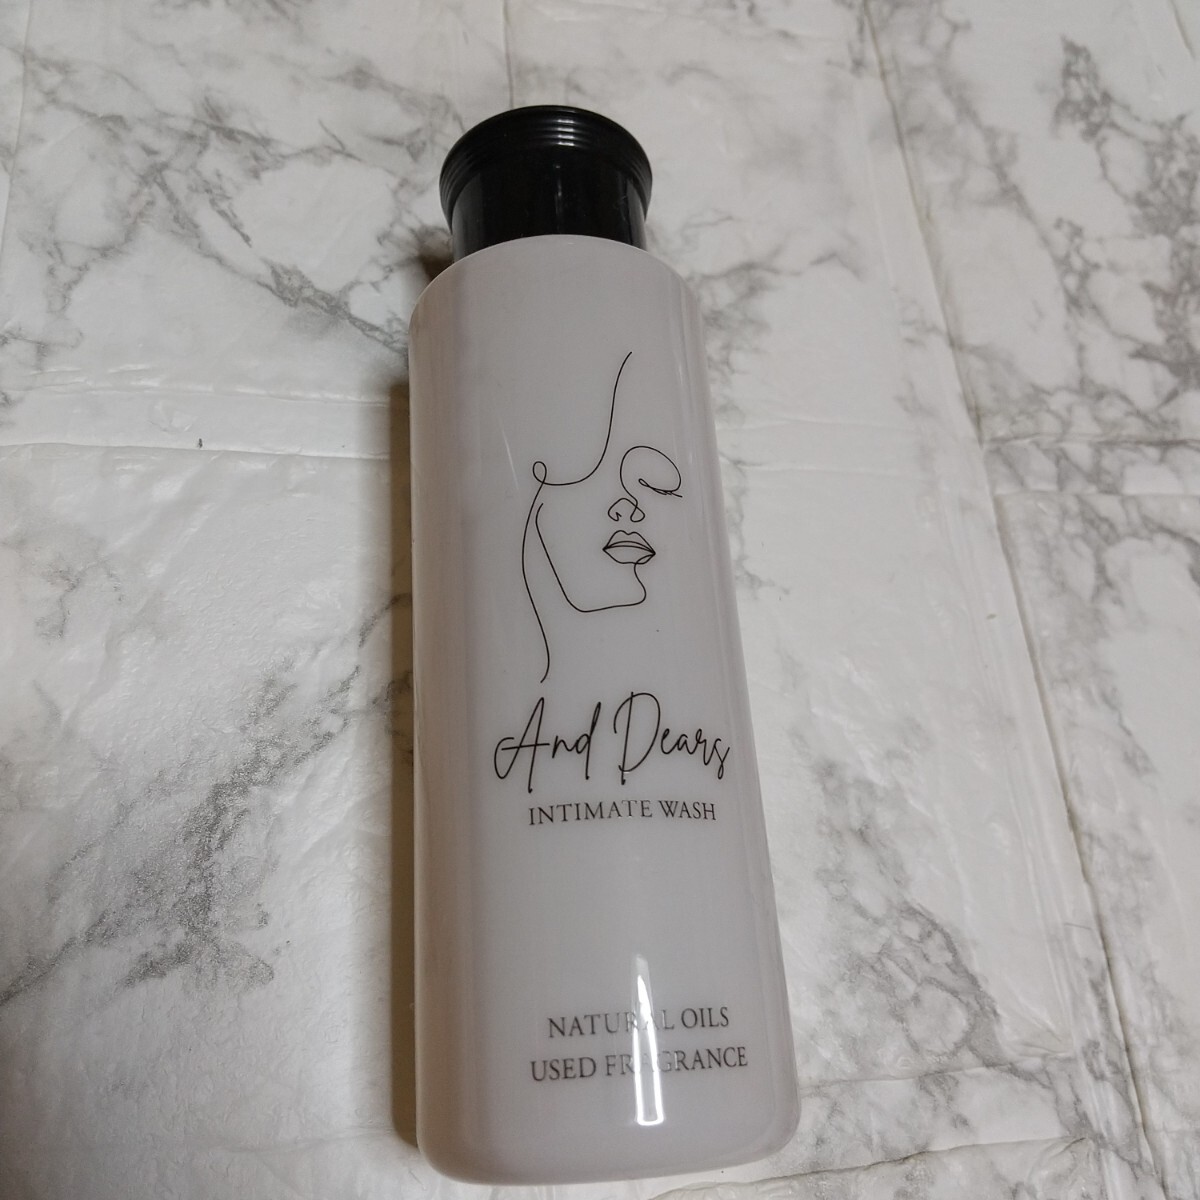 And Dears
INTIMATE WASH
NATURAL OILS
USED FRAGRANCE